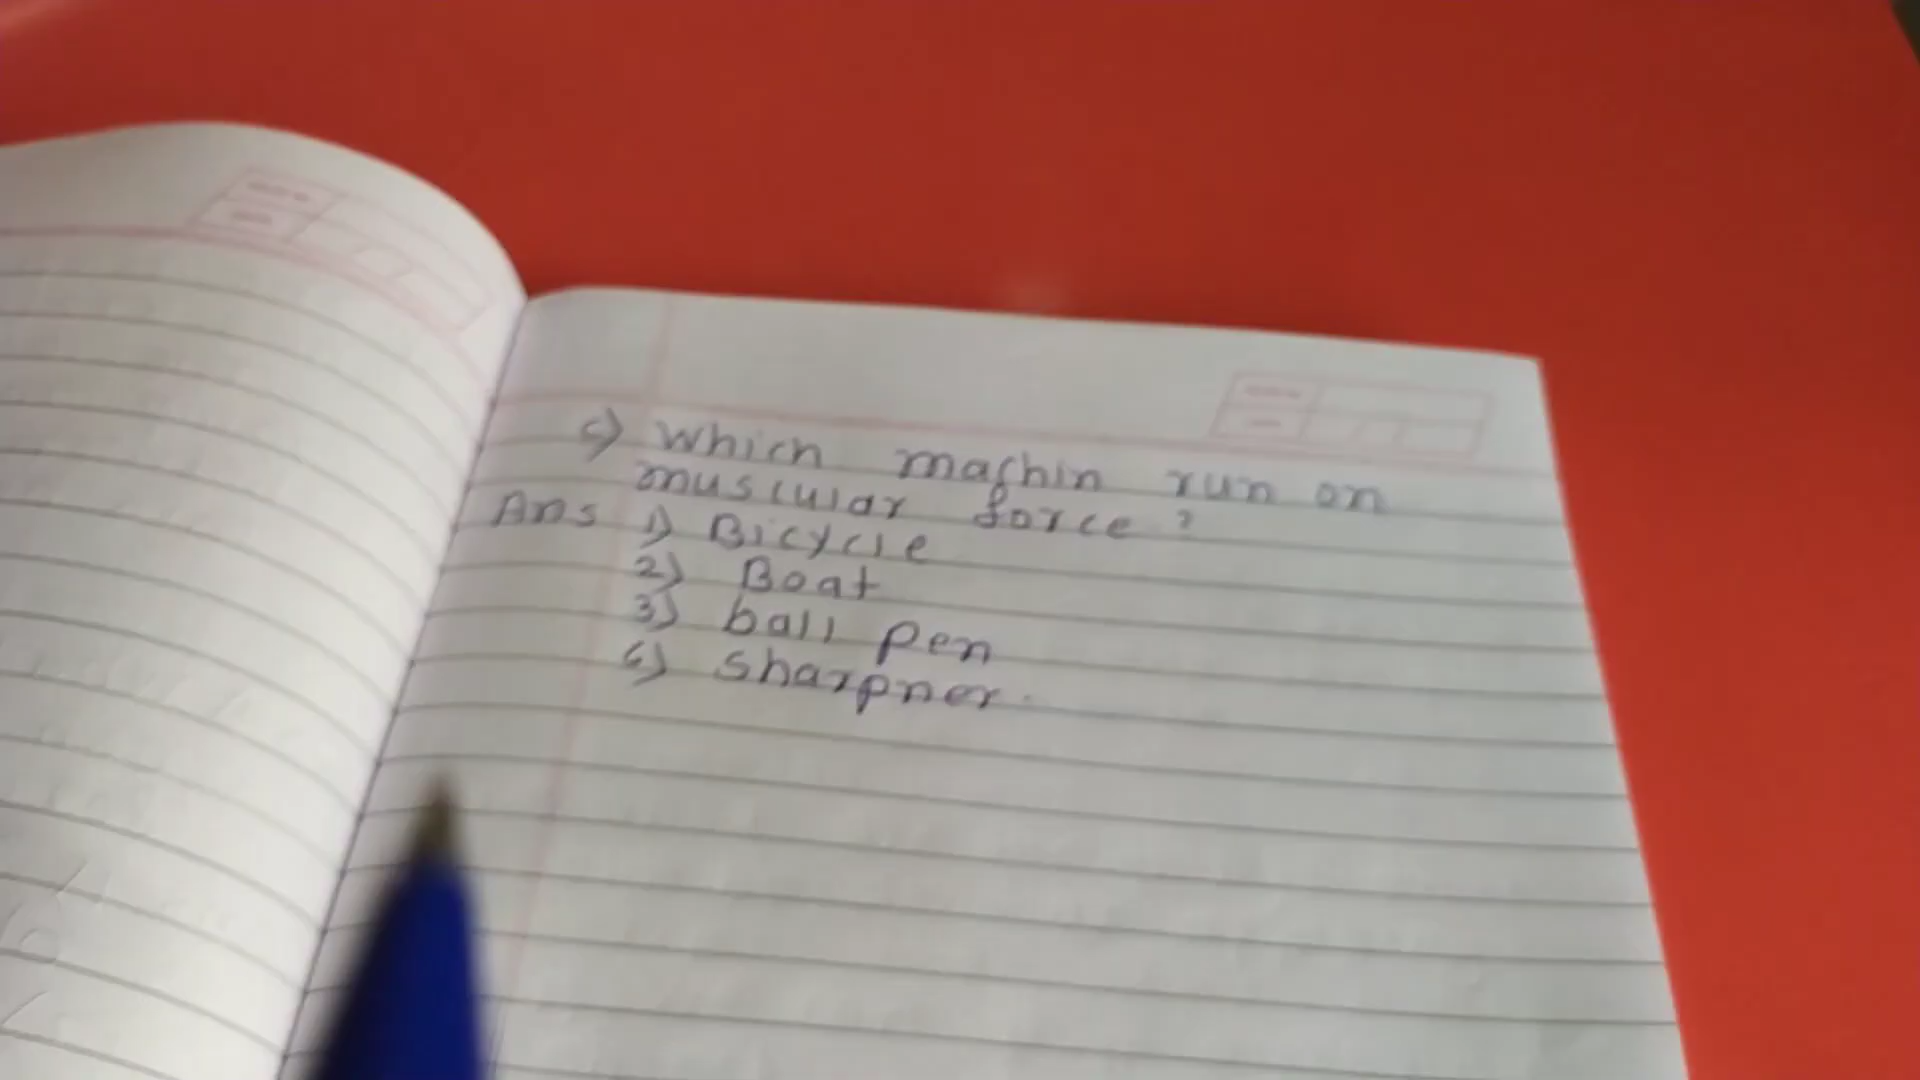 c) Which machin run on
muscular force?
Ans 1) Bicycle
2) Boat
3) ball pen
4) Sharpner.